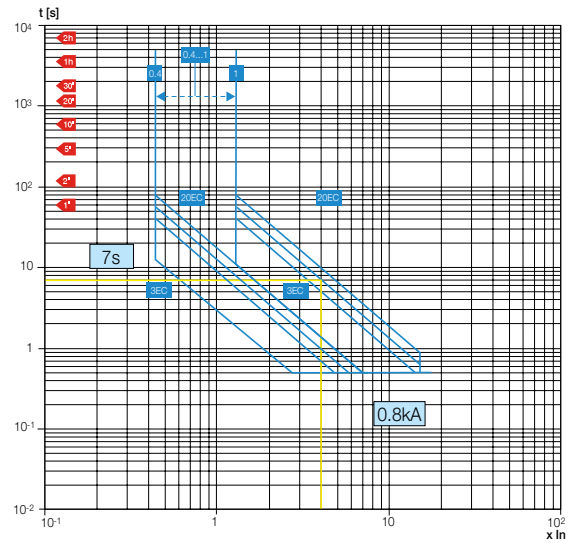 t [s]
10⁴
2h
1h
30'
20'
10'
5'
2'
1'
0.4...1
0.4
1
10³
10²
20EC
20EC
7s
10
3EC
3EC
1
0.8kA
10⁻¹
10⁻²
10⁻¹
1
10
10²
x In